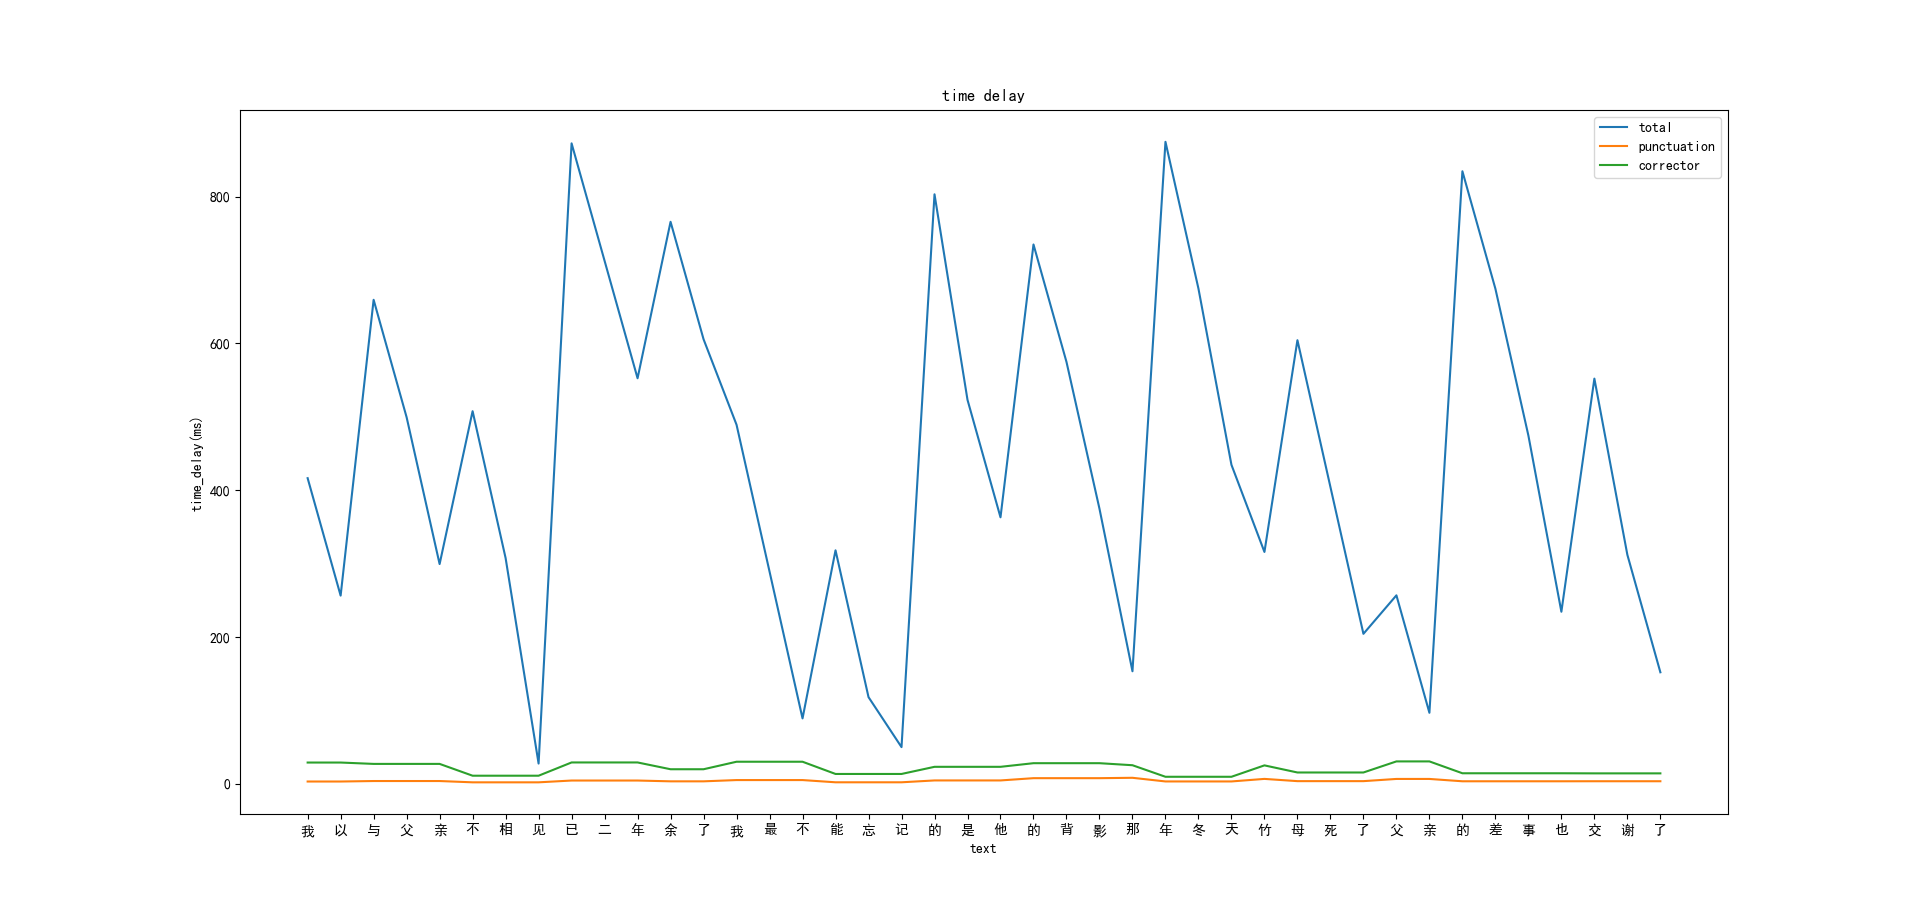 time delay
total
punctuation
corrector
800
600
400
200
0
time_delay(ms)
我 以 与 父 亲 不 相 见 已 二 年 余 了 我 最 不 能 忘 记 的 是 他 的 背 影 那 年 冬 天 竹 母 死 了 父 亲 的 差 事 也 交 谢 了
text